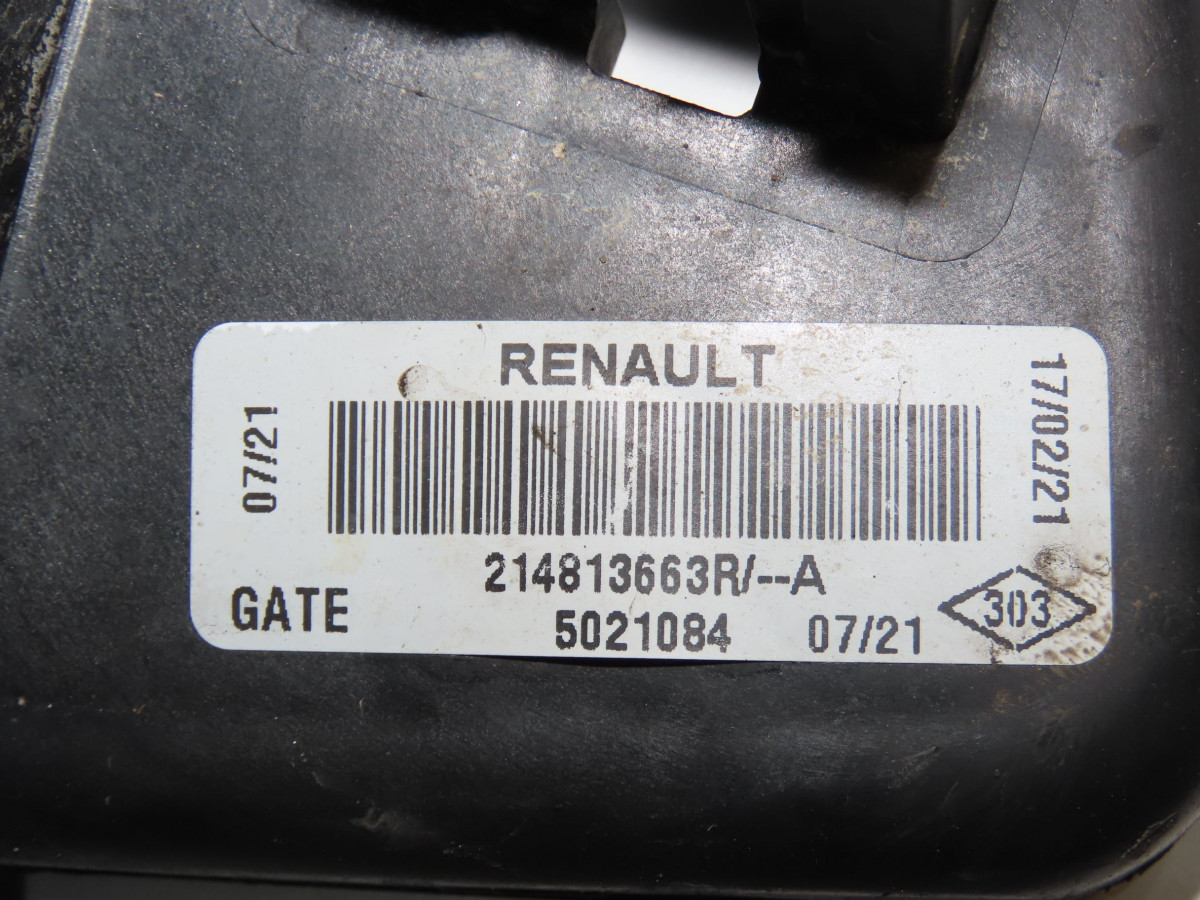 RENAULT
07/21
17/02/21
214813663R/--A
GATE
5021084 07/21
303